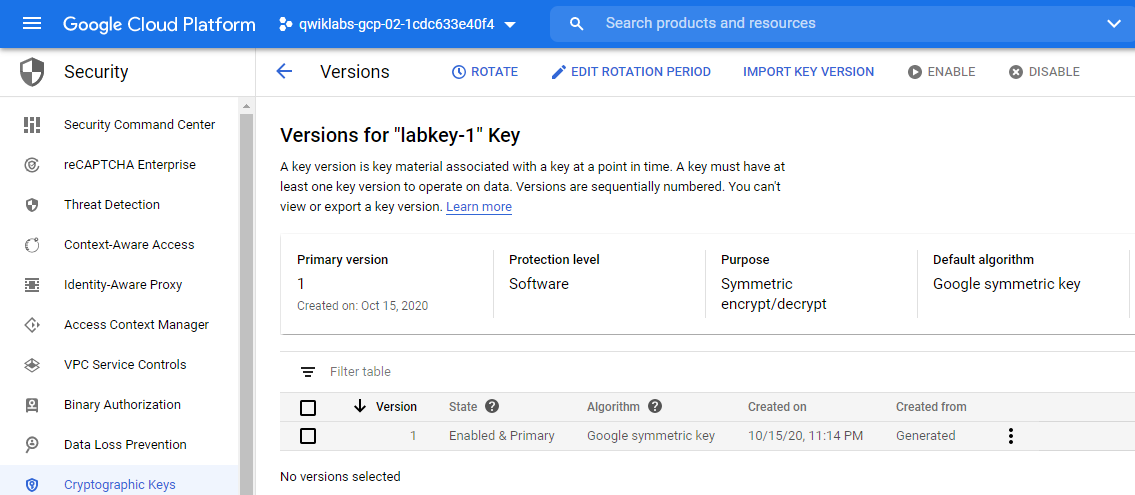 Google Cloud Platform
qwiklabs-gcp-02-1cdc633e40f4
Search products and resources
Security
Versions
ROTATE
EDIT ROTATION PERIOD
IMPORT KEY VERSION
ENABLE
DISABLE
Security Command Center
reCAPTCHA Enterprise
Threat Detection
Context-Aware Access
Identity-Aware Proxy
Access Context Manager
VPC Service Controls
Binary Authorization
Data Loss Prevention
Cryptographic Keys
Versions for "labkey-1" Key
A key version is key material associated with a key at a point in time. A key must have at
least one key version to operate on data. Versions are sequentially numbered. You can't
view or export a key version. Learn more
Primary version
1
Created on: Oct 15, 2020
Protection level
Software
Purpose
Symmetric
encrypt/decrypt
Default algorithm
Google symmetric key
Filter table
Version State Algorithm Created on Created from
1 Enabled & Primary Google symmetric key 10/15/20, 11:14 PM Generated
No versions selected